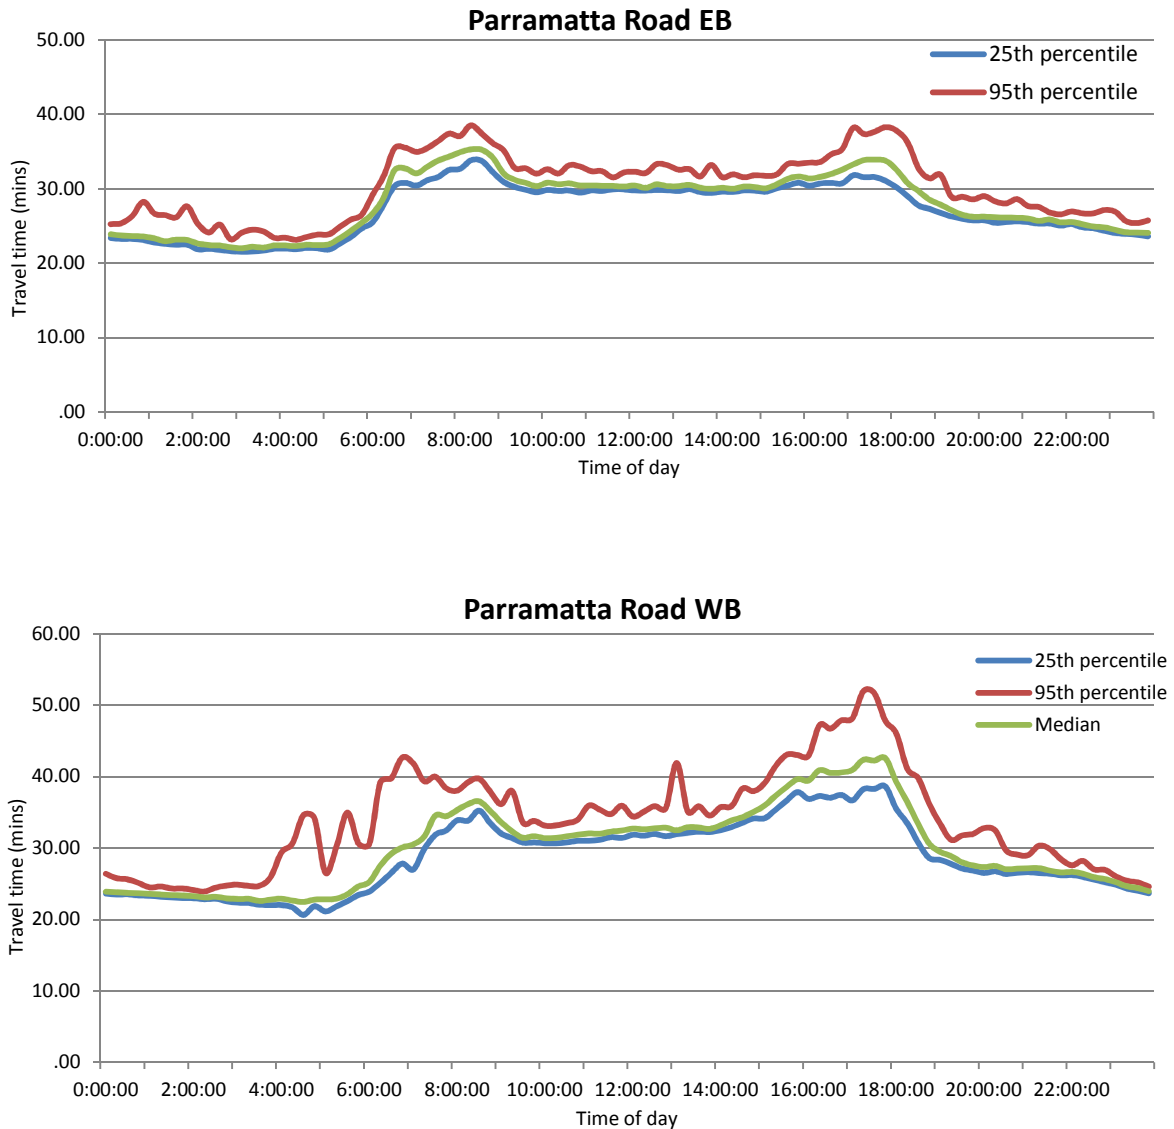 Parramatta Road EB
50.00
40.00
30.00
20.00
10.00
.00
Travel time (mins)
25th percentile
95th percentile
0:00:00 2:00:00 4:00:00 6:00:00 8:00:00 10:00:00 12:00:00 14:00:00 16:00:00 18:00:00 20:00:00 22:00:00
Time of day
Parramatta Road WB
60.00
50.00
40.00
30.00
20.00
10.00
.00
Travel time (mins)
25th percentile
95th percentile
Median
0:00:00 2:00:00 4:00:00 6:00:00 8:00:00 10:00:00 12:00:00 14:00:00 16:00:00 18:00:00 20:00:00 22:00:00
Time of day